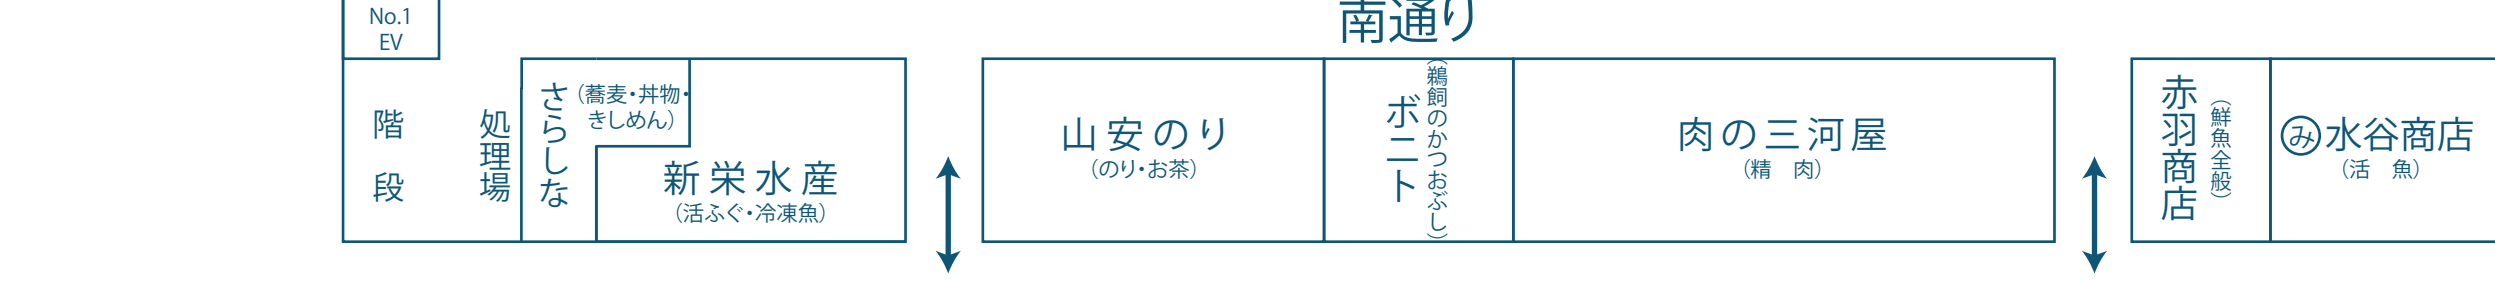 No.1
EV
階段
処理場
さらしな
(蕎麦・丼物・
きしめん)
新栄水産
(活ふぐ・冷凍魚)
南通り
山安のり
(のり・お茶)
ボニート
(鵜飼のかつおぶし)
肉の三河屋
(精 肉)
赤羽商店
(鮮魚全般)
水谷商店
(活 魚)